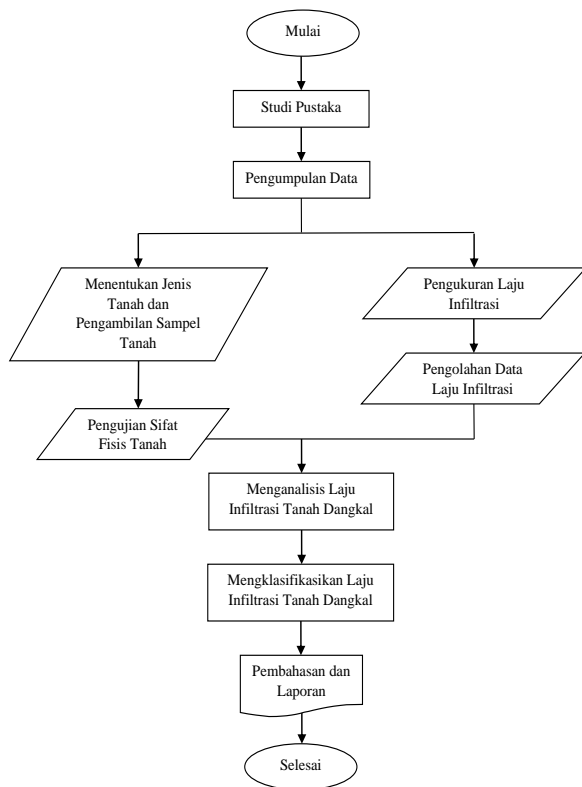 Mulai
Studi Pustaka
Pengumpulan Data
Menentukan Jenis
Tanah dan
Pengambilan Sampel
Tanah
Pengukuran Laju
Infiltrasi
Pengolahan Data
Laju Infiltrasi
Pengujian Sifat
Fisis Tanah
Menganalisis Laju
Infiltrasi Tanah Dangkal
Mengklasifikasikan Laju
Infiltrasi Tanah Dangkal
Pembahasan dan
Laporan
Selesai